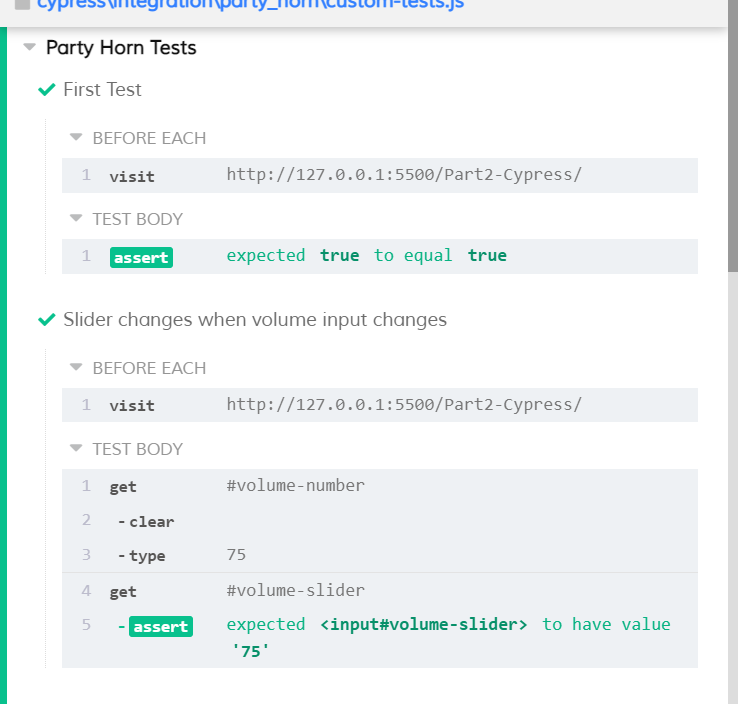 cypress\integration\party_horn\custom-tests.js
Party Horn Tests
First Test
BEFORE EACH
1 visit http://127.0.0.1:5500/Part2-Cypress/
TEST BODY
1 assert expected true to equal true
Slider changes when volume input changes
BEFORE EACH
1 visit http://127.0.0.1:5500/Part2-Cypress/
TEST BODY
1 get #volume-number
2 -clear
3 -type 75
4 get #volume-slider
5 -assert expected <input#volume-slider> to have value
'75'